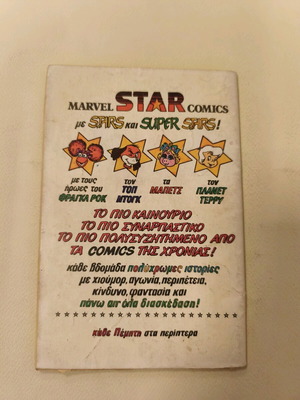 MARVEL STAR COMICS
με STARS και SUPER STARS!
με τους ήρωες του ΦΡΑΓΚΛ ΡΟΚ
τον ΤΟΠ ΝΤΟΓΚ
τα ΜΑΠΕΤΣ
τον ΠΛΑΝΕΤ ΤΕΡΡΥ
ΤΟ ΠΙΟ ΚΑΙΝΟΥΡΙΟ
ΤΟ ΠΙΟ ΣΥΝΑΡΠΑΣΤΙΚΟ
ΤΟ ΠΙΟ ΠΟΛΥΣΥΖΗΤΗΜΕΝΟ ΑΠΟ
ΤΑ COMICS ΤΗΣ ΧΡΟΝΙΑΣ!
κάθε βδομάδα πολύχρωμες ιστορίες
με χιούμορ, αγωνία, περιπέτεια,
κίνδυνο, φαντασία και
πάνω απ' όλα διασκέδαση!
κάθε Πέμπτη στα περίπτερα